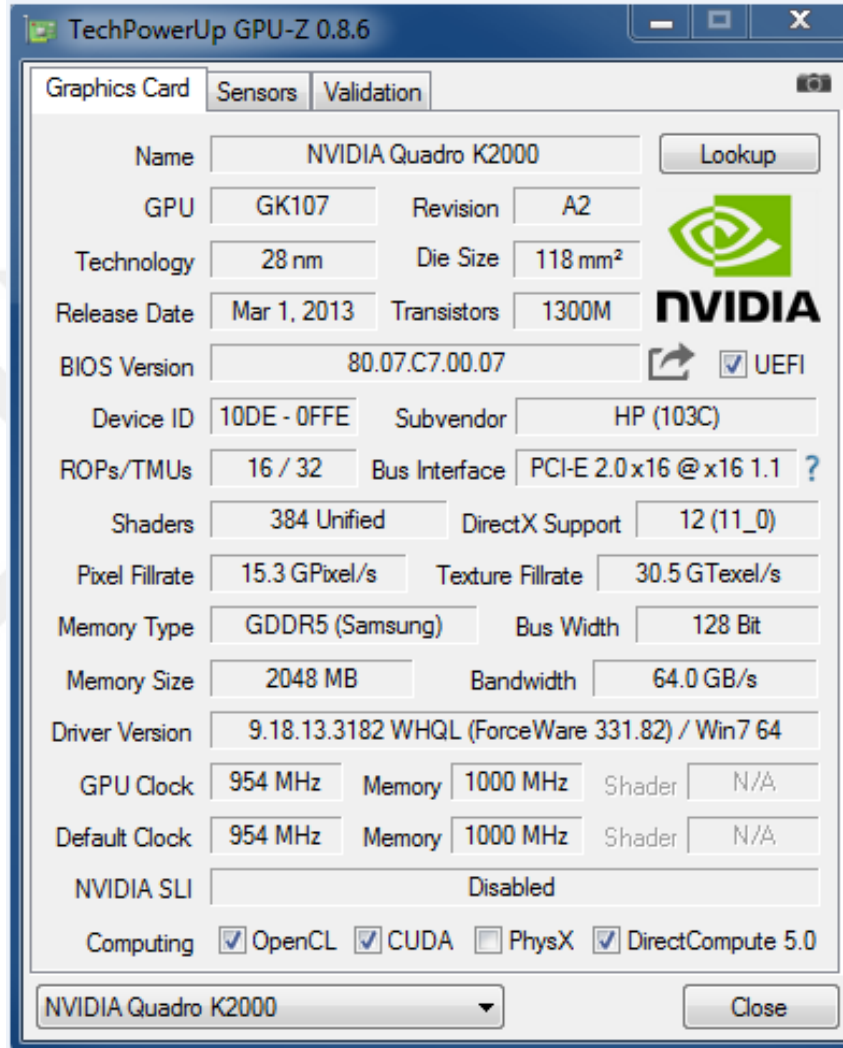 TechPowerUp GPU-Z 0.8.6
Graphics Card Sensors Validation
Name NVIDIA Quadro K2000 Lookup
GPU GK107 Revision A2
Technology 28 nm Die Size 118 mm²
Release Date Mar 1, 2013 Transistors 1300M
NVIDIA
BIOS Version 80.07.C7.00.07 UEFI
Device ID 10DE - 0FFE Subvendor HP (103C)
ROPs/TMUs 16 / 32 Bus Interface PCI-E 2.0 x16 @ x16 1.1 ?
Shaders 384 Unified DirectX Support 12 (11_0)
Pixel Fillrate 15.3 GPixel/s Texture Fillrate 30.5 GTexel/s
Memory Type GDDR5 (Samsung) Bus Width 128 Bit
Memory Size 2048 MB Bandwidth 64.0 GB/s
Driver Version 9.18.13.3182 WHQL (ForceWare 331.82) / Win7 64
GPU Clock 954 MHz Memory 1000 MHz Shader N/A
Default Clock 954 MHz Memory 1000 MHz Shader N/A
NVIDIA SLI Disabled
Computing OpenCL CUDA PhysX DirectCompute 5.0
NVIDIA Quadro K2000 Close